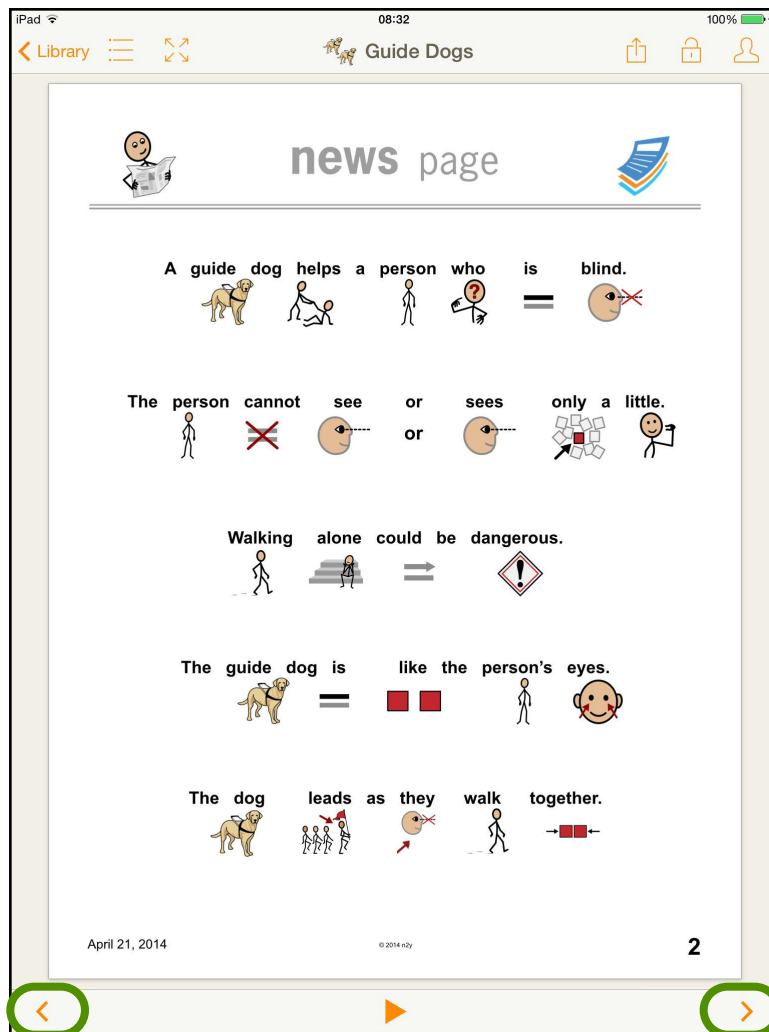 iPad 08:32 100%
Library Guide Dogs
news page
A guide dog helps a person who is blind.
?
The person cannot see or sees only a little.
or
Walking alone could be dangerous.
!
The guide dog is like the person's eyes.
The dog leads as they walk together.
April 21, 2014 © 2014 n2y 2